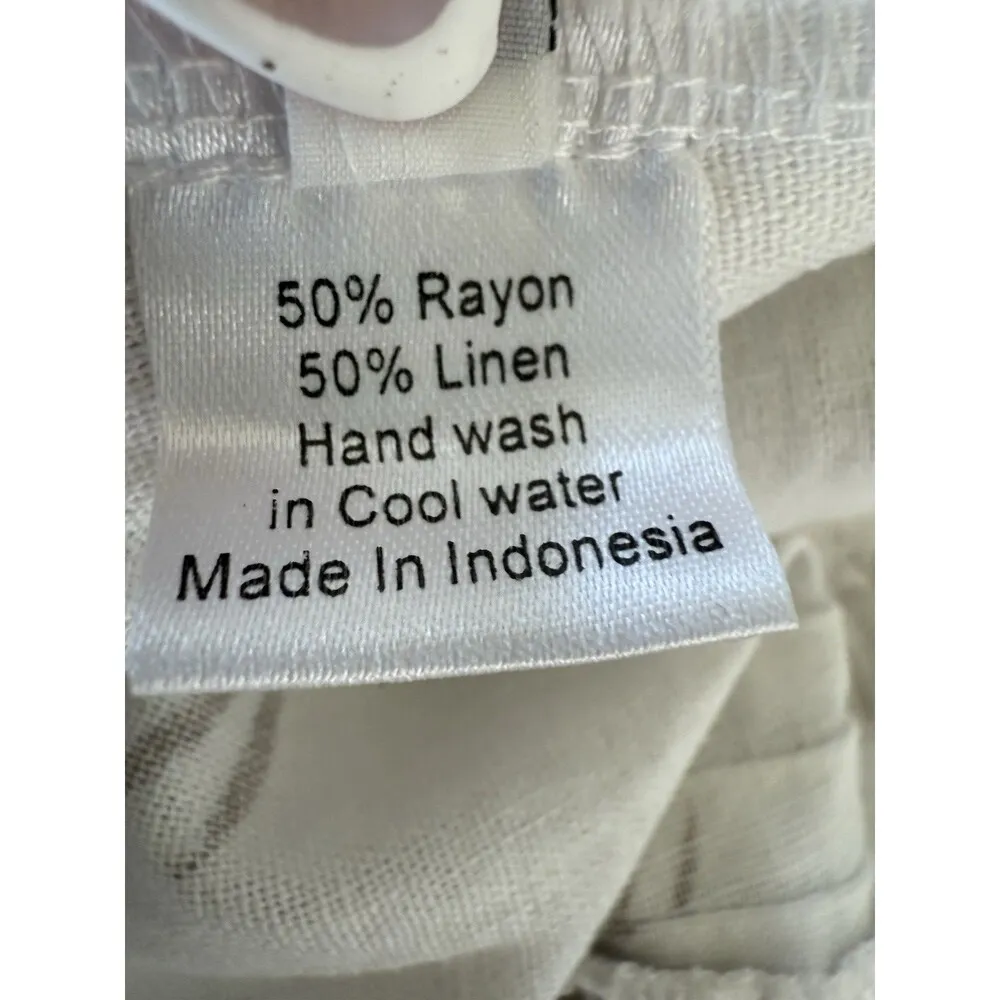 50% Rayon
50% Linen
Hand wash
in Cool water
Made In Indonesia